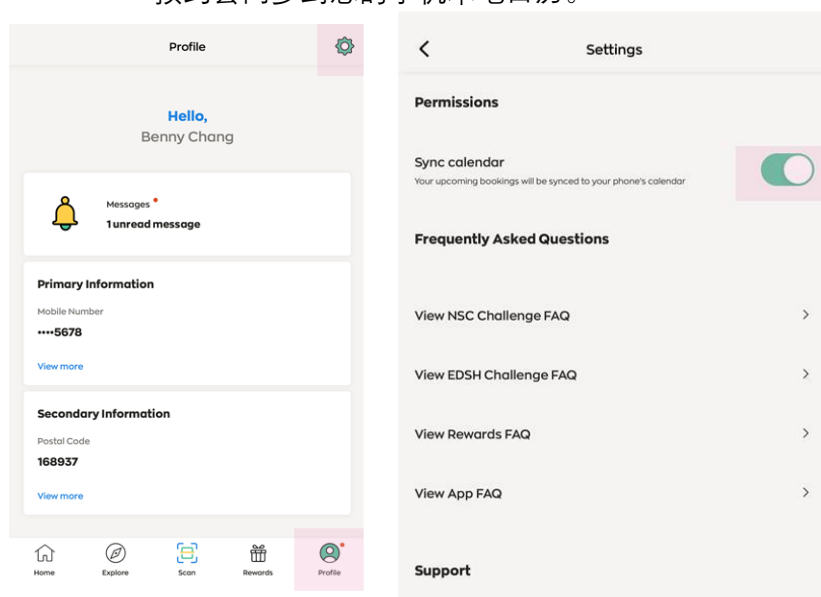 Profile
Hello,
Benny Chang
Messages
1 unread message
Primary Information
Mobile Number
••••5678
View more
Secondary Information
Postal Code
168937
View more
Home
Explore
Scan
Rewards
Profile
Settings
Permissions
Sync calendar
Your upcoming bookings will be synced to your phone's calendar
Frequently Asked Questions
View NSC Challenge FAQ
View EDSH Challenge FAQ
View Rewards FAQ
View App FAQ
Support